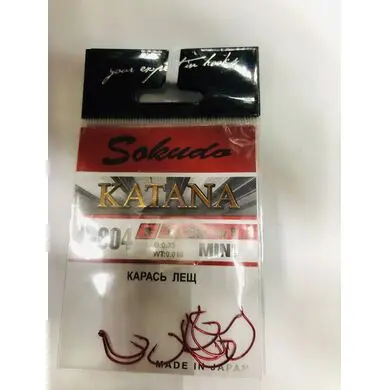 your expert in hooks
Sokudo
KATANA
MINI
КАРАСЬ ЛЕЩ
MADE IN JAPAN